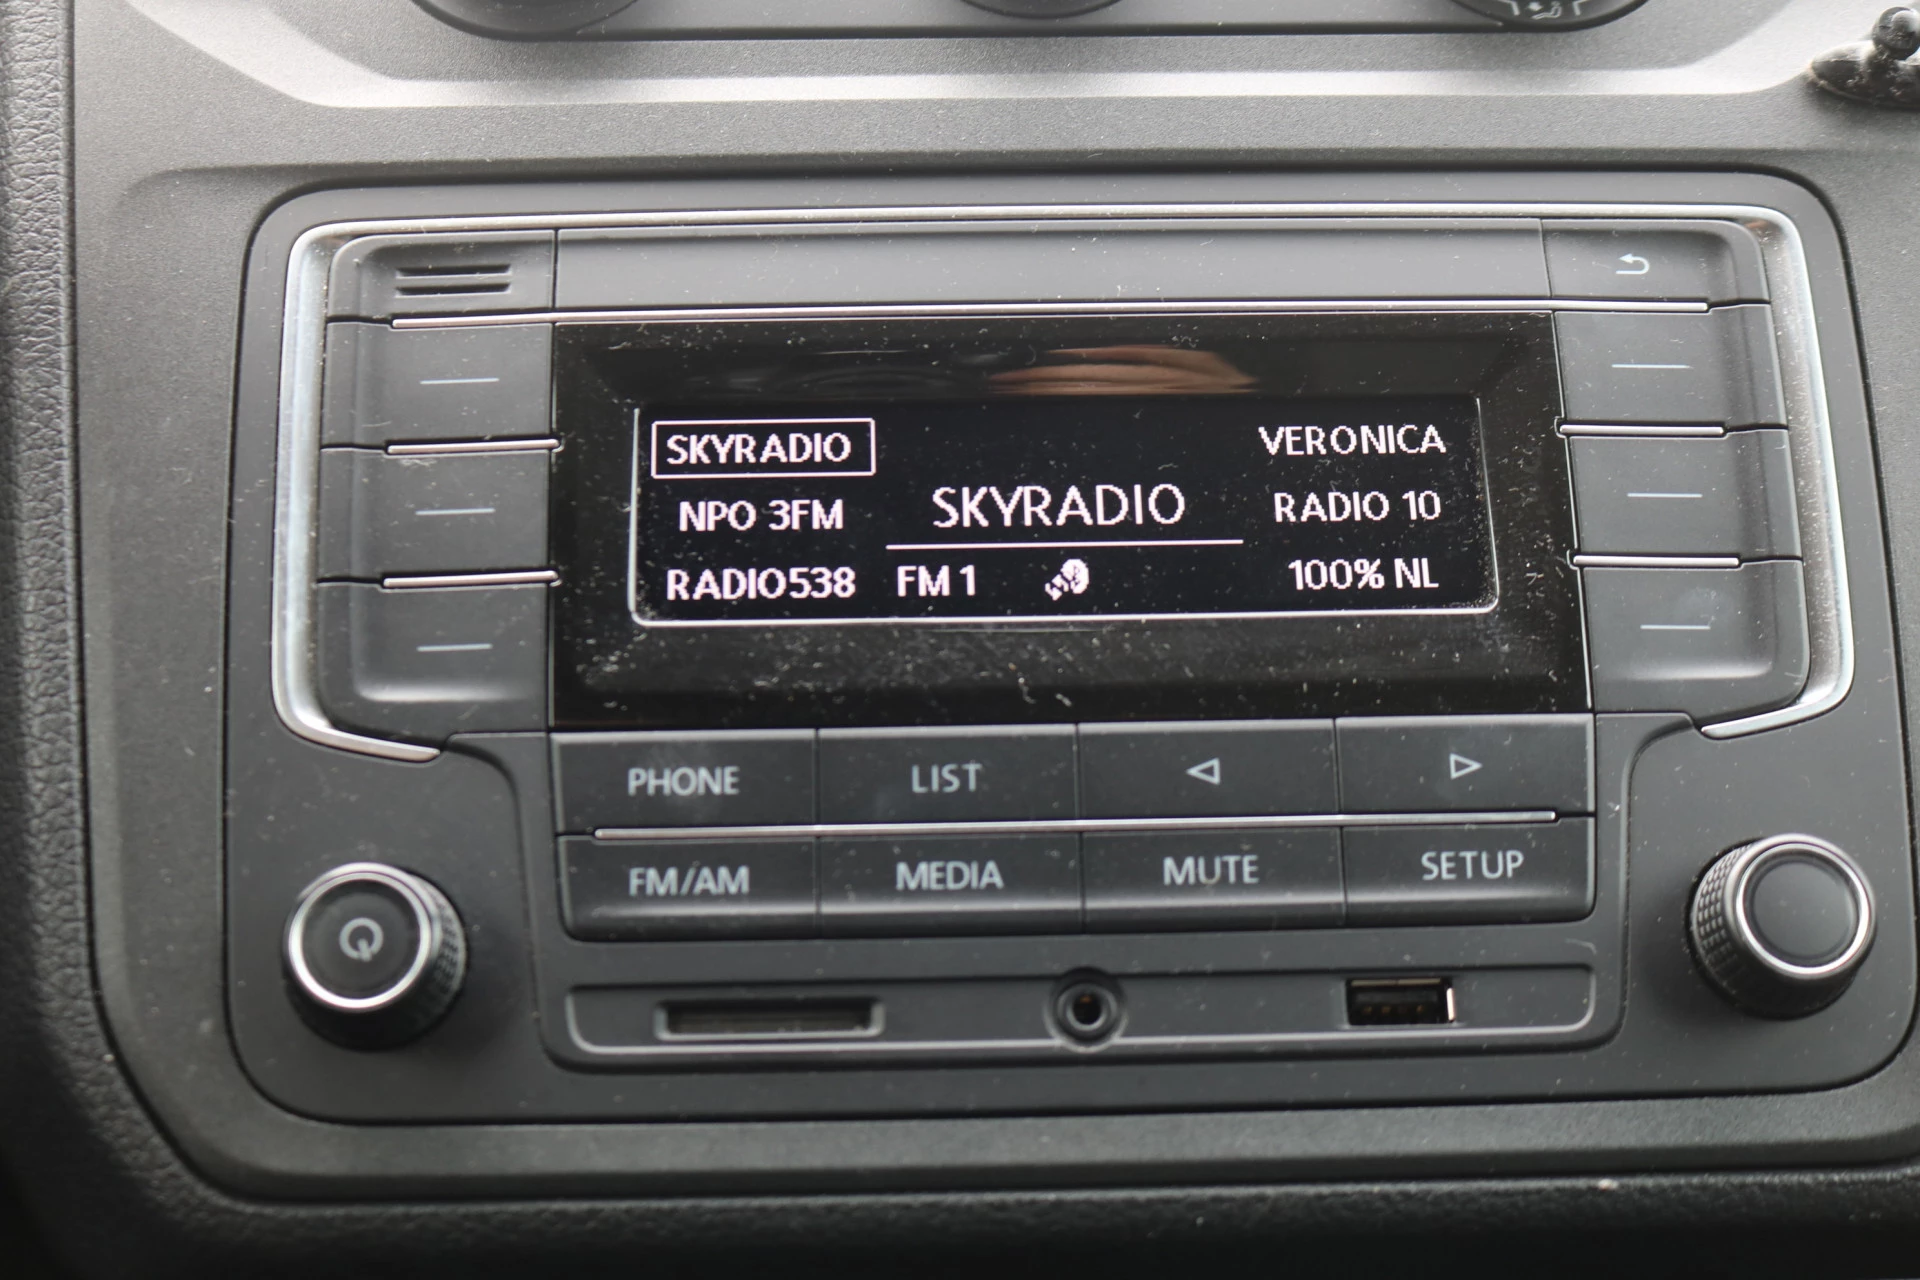 SKYRADIO
NPO 3FM
RADIO538
SKYRADIO
FM 1
VERONICA
RADIO 10
100% NL
PHONE
LIST
FM/AM
MEDIA
MUTE
SETUP